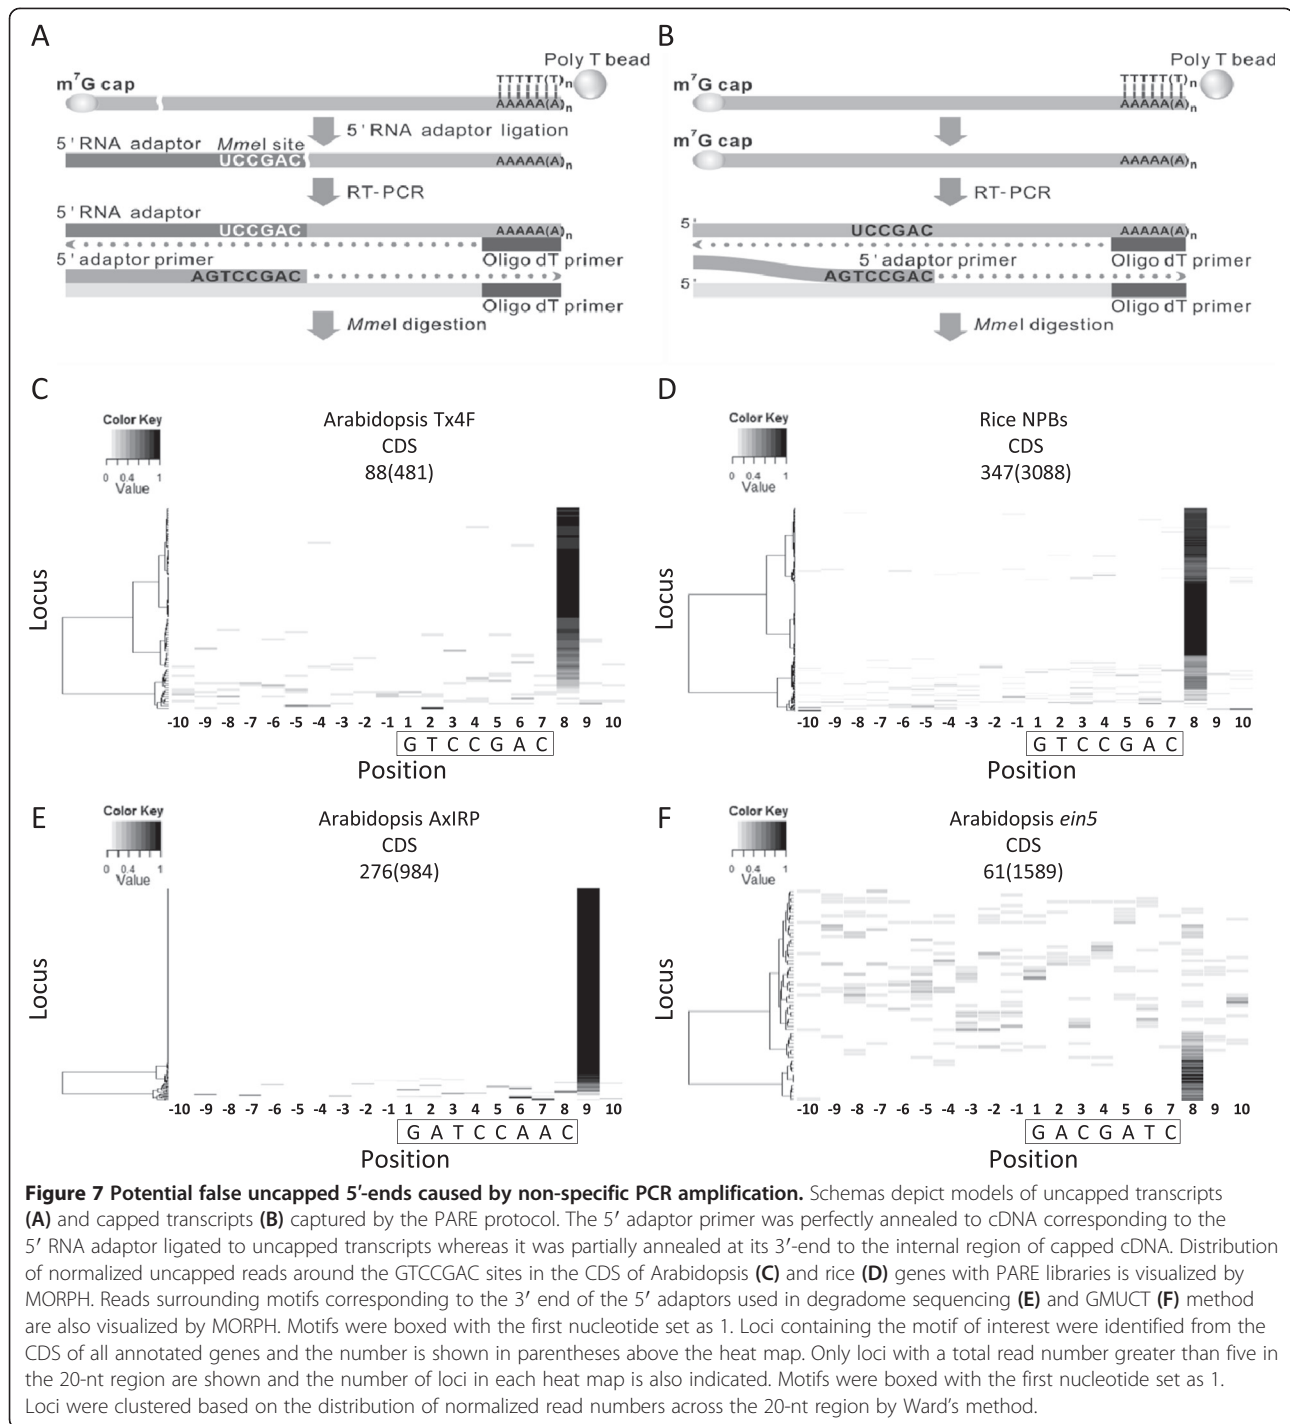 A
Poly T bead
m7G cap
TTTTT(T)n
AAAAA(A)n
5'RNA adaptor ligation
5'RNA adaptor MmeI site
UCCGAC
AAAAA(A)n
RT-PCR
5'RNA adaptor
UCCGAC
AAAAA(A)n
5'adaptor primer
Oligo dT primer
AGTCCGAC
Oligo dT primer
MmeI digestion
B
Poly T bead
m7G cap
TTTTT(T)n
AAAAA(A)n
m7G cap
AAAAA(A)n
RT-PCR
5'
UCCGAC
AAAAA(A)n
5'adaptor primer
Oligo dT primer
AGTCCGAC
5'
Oligo dT primer
MmeI digestion
C
Color Key
0 0.4 1
Value
Arabidopsis Tx4F
CDS
88(481)
Locus
-10 -9 -8 -7 -6 -5 -4 -3 -2 -1 1 2 3 4 5 6 7 8 9 10
G T C C G A C
Position
D
Color Key
0 0.4 1
Value
Rice NPBs
CDS
347(3088)
Locus
-10 -9 -8 -7 -6 -5 -4 -3 -2 -1 1 2 3 4 5 6 7 8 9 10
G T C C G A C
Position
E
Color Key
0 0.4 1
Value
Arabidopsis AxIRP
CDS
276(984)
Locus
-10 -9 -8 -7 -6 -5 -4 -3 -2 -1 1 2 3 4 5 6 7 8 9 10
G A T C C A A C
Position
F
Color Key
0 0.4 1
Value
Arabidopsis ein5
CDS
61(1589)
Locus
-10 -9 -8 -7 -6 -5 -4 -3 -2 -1 1 2 3 4 5 6 7 8 9 10
G A C G A T C
Position
Figure 7 Potential false uncapped 5′-ends caused by non-specific PCR amplification. Schemas depict models of uncapped transcripts
(A) and capped transcripts (B) captured by the PARE protocol. The 5′ adaptor primer was perfectly annealed to cDNA corresponding to the
5′ RNA adaptor ligated to uncapped transcripts whereas it was partially annealed at its 3′-end to the internal region of capped cDNA. Distribution
of normalized uncapped reads around the GTCCGAC sites in the CDS of Arabidopsis (C) and rice (D) genes with PARE libraries is visualized by
MORPH. Reads surrounding motifs corresponding to the 3′ end of the 5′ adaptors used in degradome sequencing (E) and GMUCT (F) method
are also visualized by MORPH. Motifs were boxed with the first nucleotide set as 1. Loci containing the motif of interest were identified from the
CDS of all annotated genes and the number is shown in parentheses above the heat map. Only loci with a total read number greater than five in
the 20-nt region are shown and the number of loci in each heat map is also indicated. Motifs were boxed with the first nucleotide set as 1.
Loci were clustered based on the distribution of normalized read numbers across the 20-nt region by Ward's method.